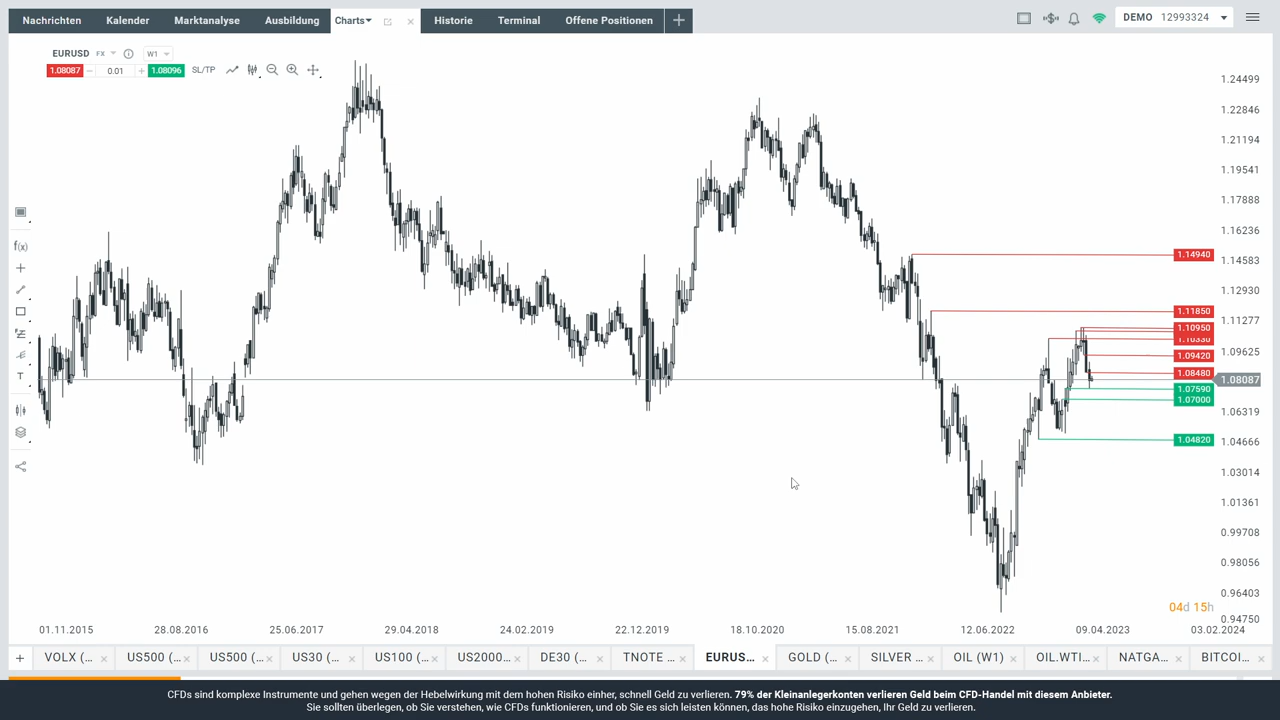 Nachrichten Kalender Marktanalyse Ausbildung Charts Historie Terminal Offene Positionen DEMO 12993324
EURUSD FX W1
1.08087 0.01 1.08096 SL/TP
1.24499
1.22846
1.21194
1.19541
1.17888
1.16236
1.14940
1.14583
1.12930
1.11850
1.11277
1.10950
1.10330
1.09625
1.09420
1.08480
1.08087
1.07590
1.07000
1.06319
1.04820
1.04666
1.03014
1.01361
0.99708
0.98056
0.96403
0.94750
f(x)
T
04d 15h
01.11.2015 28.08.2016 25.06.2017 29.04.2018 24.02.2019 22.12.2019 18.10.2020 15.08.2021 12.06.2022 09.04.2023 03.02.2024
VOLX (... US500 (... US500 (... US30 (... US100 (... US2000... DE30 (... TNOTE ... EURUS... GOLD (... SILVER ... OIL (W1) OIL.WTI... NATGA... BITCOI...
CFDs sind komplexe Instrumente und gehen wegen der Hebelwirkung mit dem hohen Risiko einher, schnell Geld zu verlieren. 79% der Kleinanlegerkonten verlieren Geld beim CFD-Handel mit diesem Anbieter.
Sie sollten überlegen, ob Sie verstehen, wie CFDs funktionieren, und ob Sie es sich leisten können, das hohe Risiko einzugehen, Ihr Geld zu verlieren.